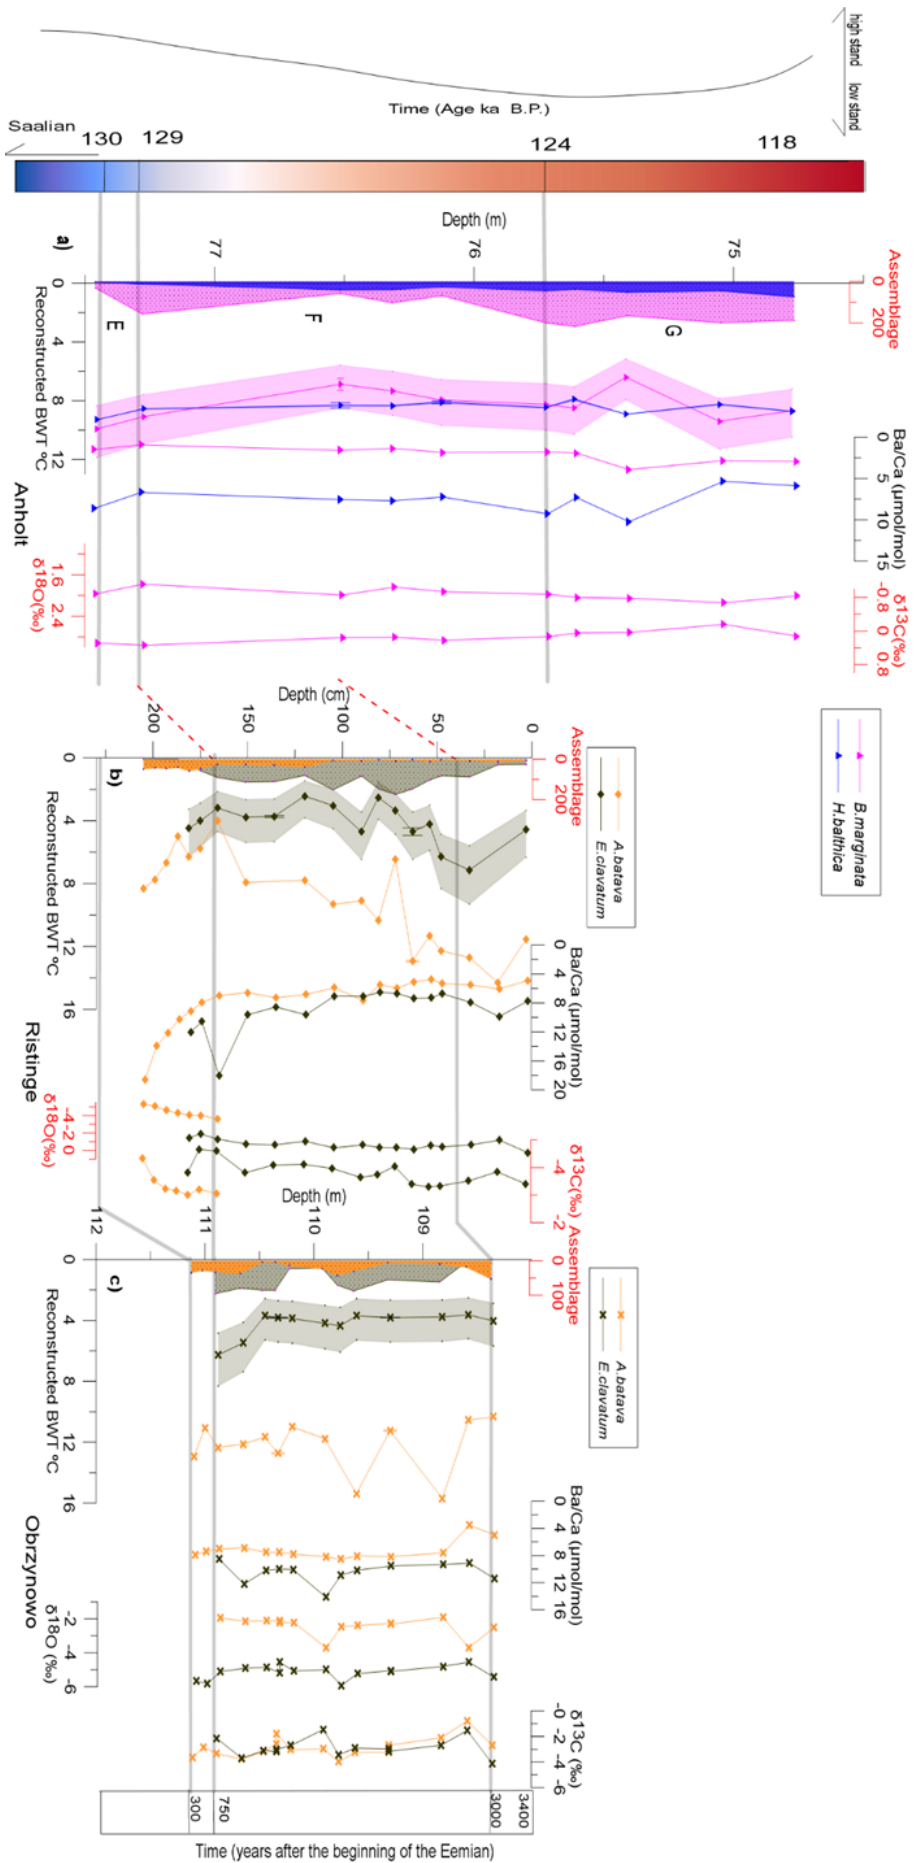 high stand
low stand
Time (Age ka B.P.)
Saalian
130
129
124
118
Depth (m)
77
76
75
a)
Assemblage
0
200
E
F
G
0
4
8
12
Reconstructed BWT °C
Ba/Ca (μmol/mol)
0
5
10
15
Anholt
1.6
2.4
δ18O(‰)
δ13C(‰)
-0.8
0
0.8
B.marginata
H.balthica
Depth (cm)
200
150
100
50
0
b)
Assemblage
0
200
A.batava
E.clavatum
0
4
8
12
16
Reconstructed BWT °C
Ba/Ca (μmol/mol)
0
4
8
12
16
20
Ristinge
-4
-2
0
δ18O(‰)
δ13C(‰)
-4
-2
Depth (m)
112
111
110
109
c)
Assemblage
0
100
A.batava
E.clavatum
0
4
8
12
16
Reconstructed BWT °C
Ba/Ca (μmol/mol)
0
4
8
12
16
Obrzynowo
-2
-4
-6
δ18O (‰)
δ13C (‰)
-0
-2
-4
-6
300
750
3000
3400
Time (years after the beginning of the Eemian)